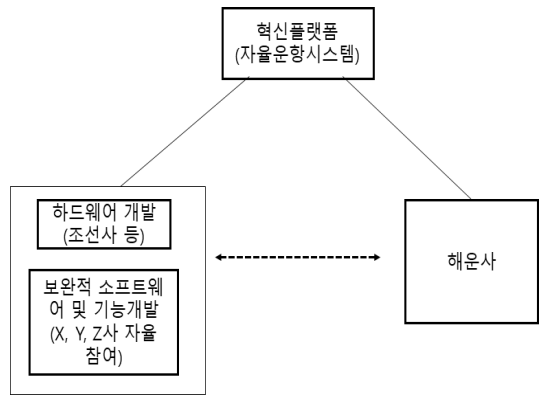 혁신플랫폼
(자율운항시스템)
하드웨어 개발
(조선사 등)
보완적 소프트웨
어 및 기능개발
(X, Y, Z사 자율
참여)
해운사